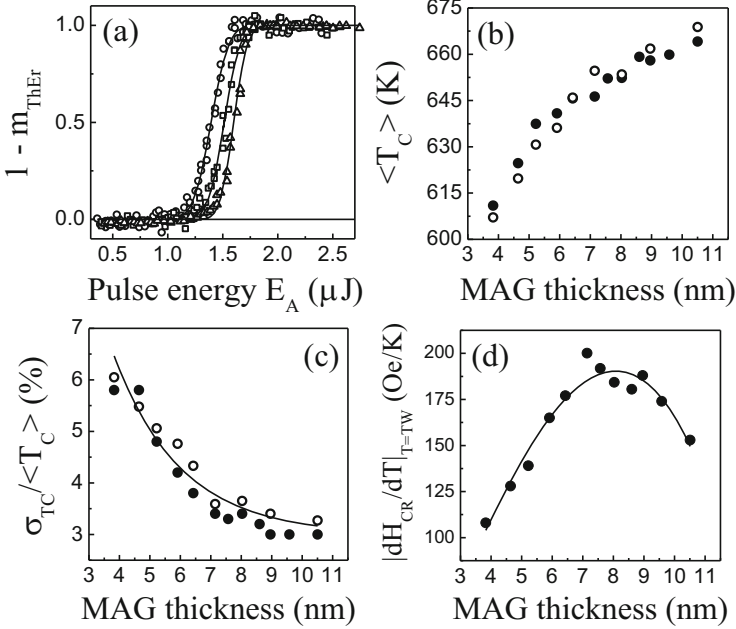 (a)
1 - m_ThEr
1.0
0.5
0.0
0.5 1.0 1.5 2.0 2.5
Pulse energy E_A (μJ)
(b)
<T_C> (K)
675
660
645
630
615
600
3 4 5 6 7 8 9 10 11
MAG thickness (nm)
(c)
σ_TC/<T_C> (%)
7
6
5
4
3
3 4 5 6 7 8 9 10 11
MAG thickness (nm)
(d)
|dH_CR/dT|_T=TW (Oe/K)
200
175
150
125
100
3 4 5 6 7 8 9 10 11
MAG thickness (nm)